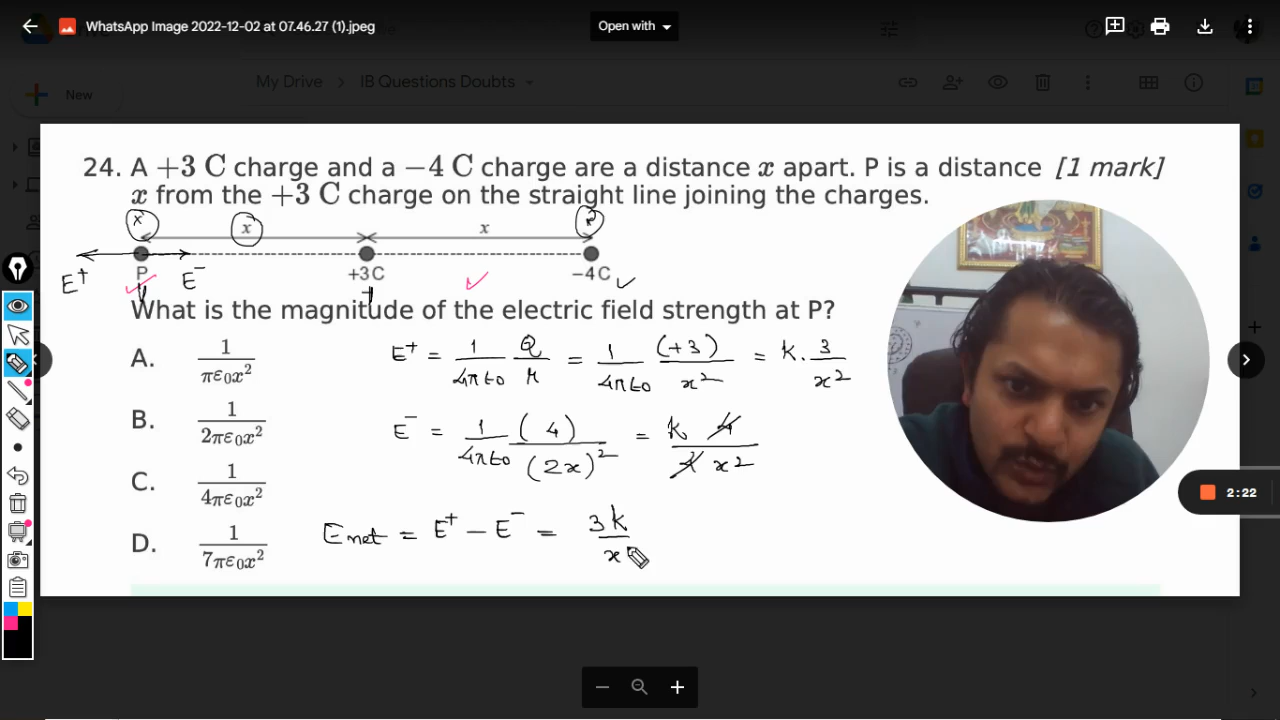 WhatsApp Image 2022-12-02 at 07.46.27 (1).jpeg
Open with
New
My Drive
IB Questions Doubts
24. A +3 C charge and a −4 C charge are a distance x apart. P is a distance [1 mark]
x from the +3 C charge on the straight line joining the charges.
x x x
E⁺ P E⁻ +3C −4C
What is the magnitude of the electric field strength at P?
A. 1/πε₀x²
B. 1/2πε₀x²
C. 1/4πε₀x²
D. 1/7πε₀x²
E⁺ = 1/4πε0 Q/r = 1/4πε0 (+3)/x² = k. 3/x²
E⁻ = 1/4πε0 (4)/(2x)² = k 4/4 x²
Enet = E⁺ − E⁻ = 3k/x
2:22